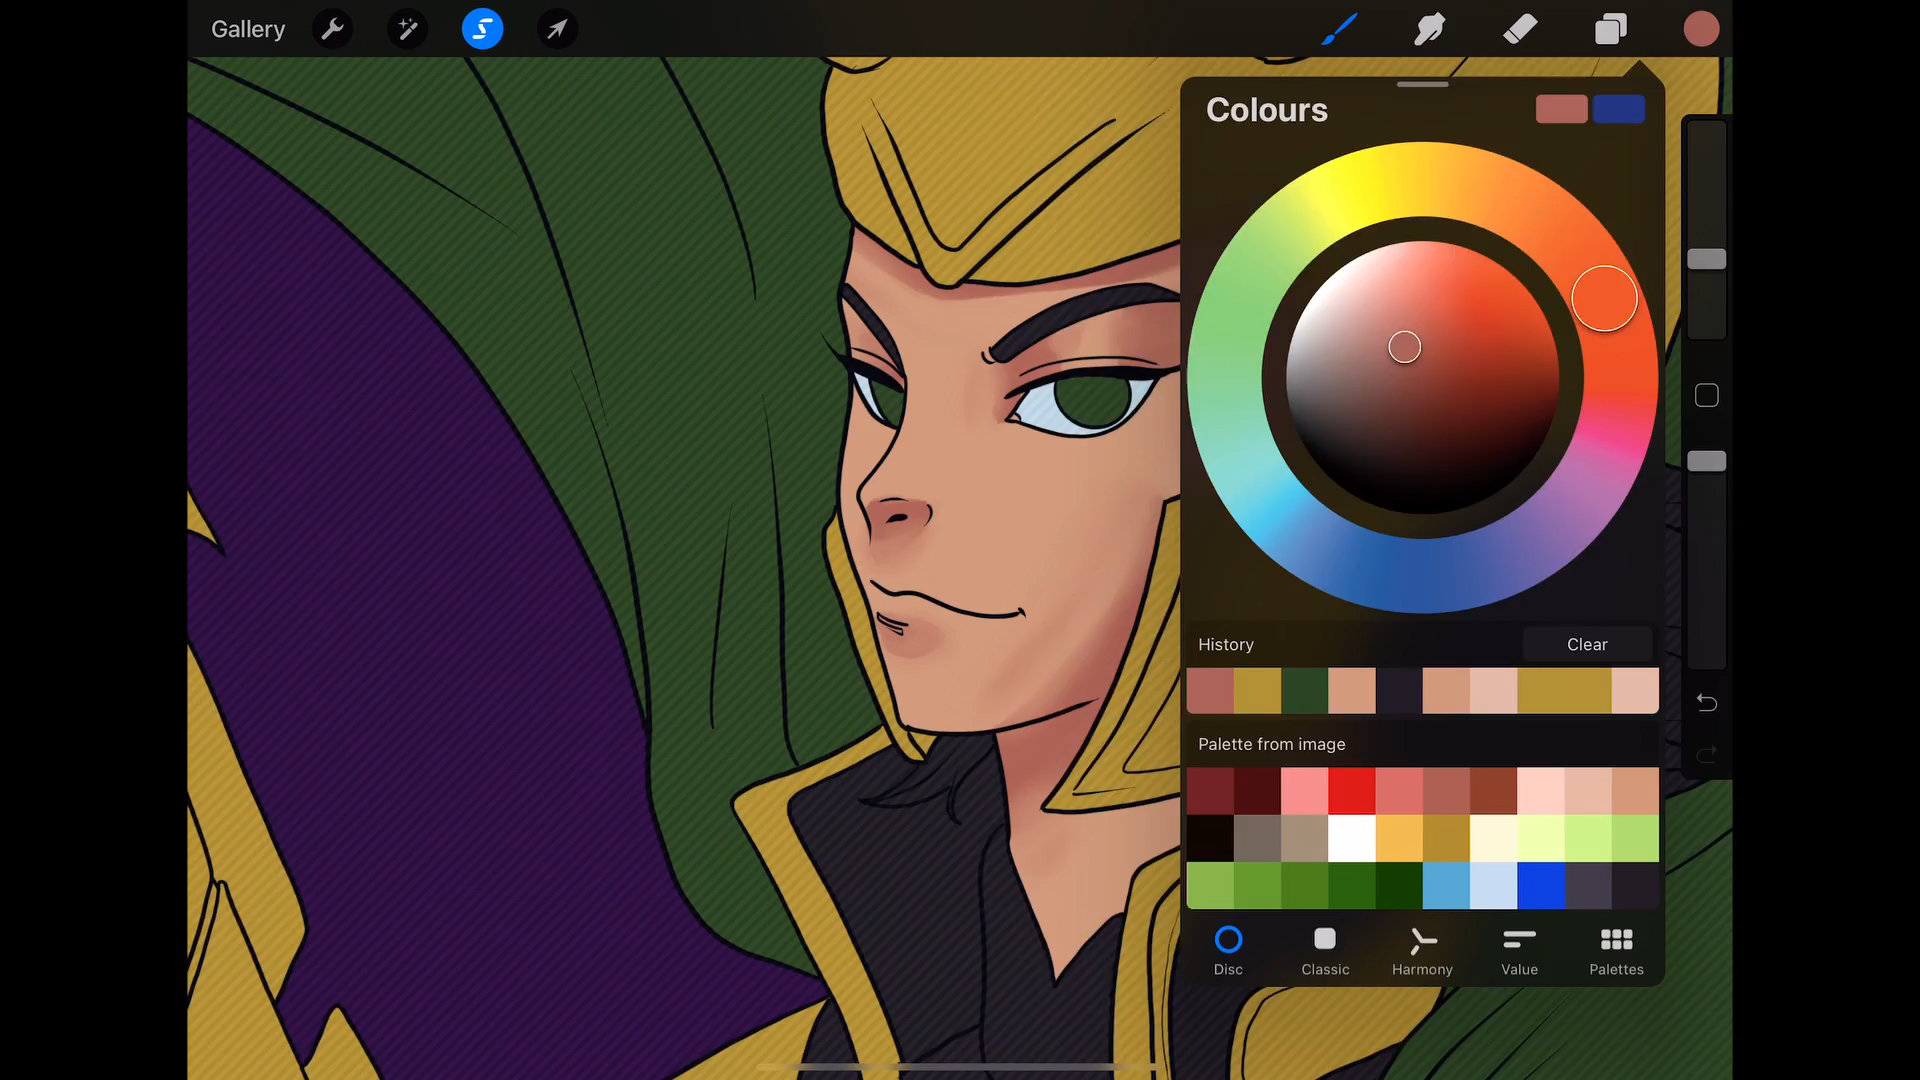 Gallery
Colours
History
Clear
Palette from image
Disc
Classic
Harmony
Value
Palettes